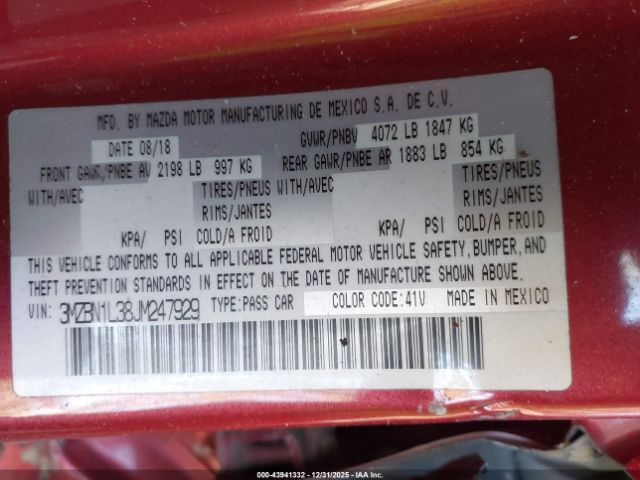 MFD. BY MAZDA MOTOR MANUFACTURING DE MEXICO S.A. DE C.V.
DATE 08/18 GVWR/PNBV 4072 LB 1847 KG
FRONT GAWR/PNBE AV 2198 LB 997 KG REAR GAWR/PNBE AR 1883 LB 854 KG
WITH/AVEC TIRES/PNEUS WITH/AVEC TIRES/PNEUS
RIMS/JANTES RIMS/JANTES
KPA/ PSI COLD/A FROID KPA/ PSI COLD/A FROID
THIS VEHICLE CONFORMS TO ALL APPLICABLE FEDERAL MOTOR VEHICLE SAFETY, BUMPER, AND
THEFT PREVENTION STANDARDS IN EFFECT ON THE DATE OF MANUFACTURE SHOWN ABOVE.
VIN: 3MZBN1L38JM247929 TYPE:PASS CAR COLOR CODE:41V MADE IN MEXICO
000-43941332 - 12/31/2025 - COPYRIGHT IAA, LLC